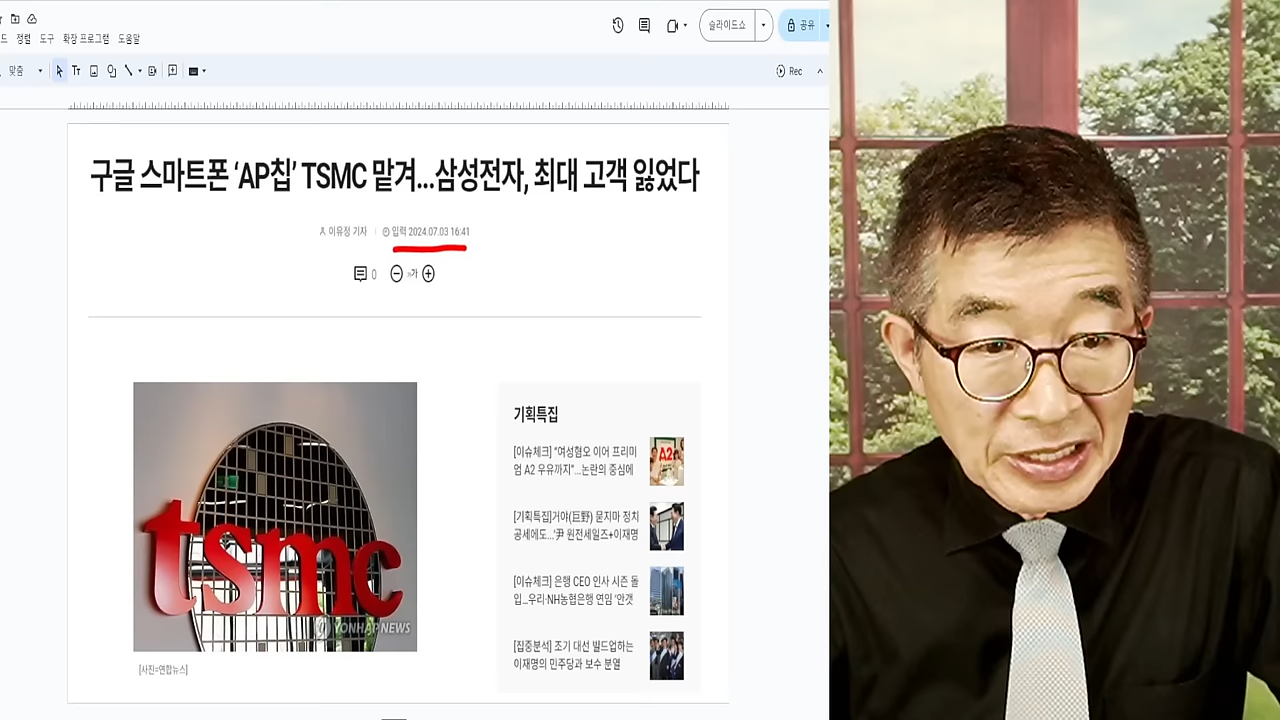 정렬 도구 확장 프로그램 도움말
슬라이드쇼
공유
맞춤
Rec
구글 스마트폰 ‘AP칩’ TSMC 맡겨...삼성전자, 최대 고객 잃었다
이유정 기자 | 입력 2024.07.03 16:41
0
가
tsmc
YONHAP NEWS
[사진=연합뉴스]
기획특집
[이슈체크] “여성혐오 이어 프리미
엄 A2 우유까지”...논란의 중심에
A2
[기획특집]거야(巨野) 묻지마 정치
공세에도...‘尹 원전세일즈+이재명
[이슈체크] 은행 CEO 인사 시즌 돌
입...우리·NH농협은행 연임 ‘안갯
[집중분석] 조기 대선 빌드업하는
이재명의 민주당과 보수 분열